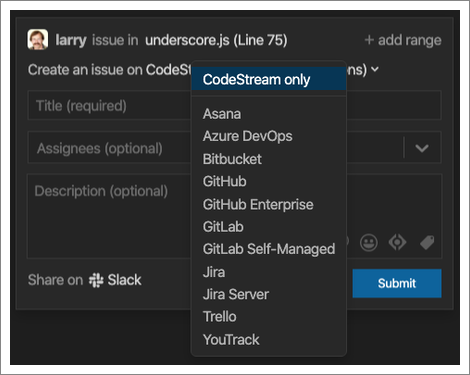 larry issue in underscore.js (Line 75) + add range
Create an issue on CodeSt ns)
CodeStream only
Title (required)
Asana
Azure DevOps
Assignees (optional)
Bitbucket
GitHub
Description (optional)
GitHub Enterprise
GitLab
GitLab Self-Managed
Jira
Share on Slack
Submit
Jira Server
Trello
YouTrack